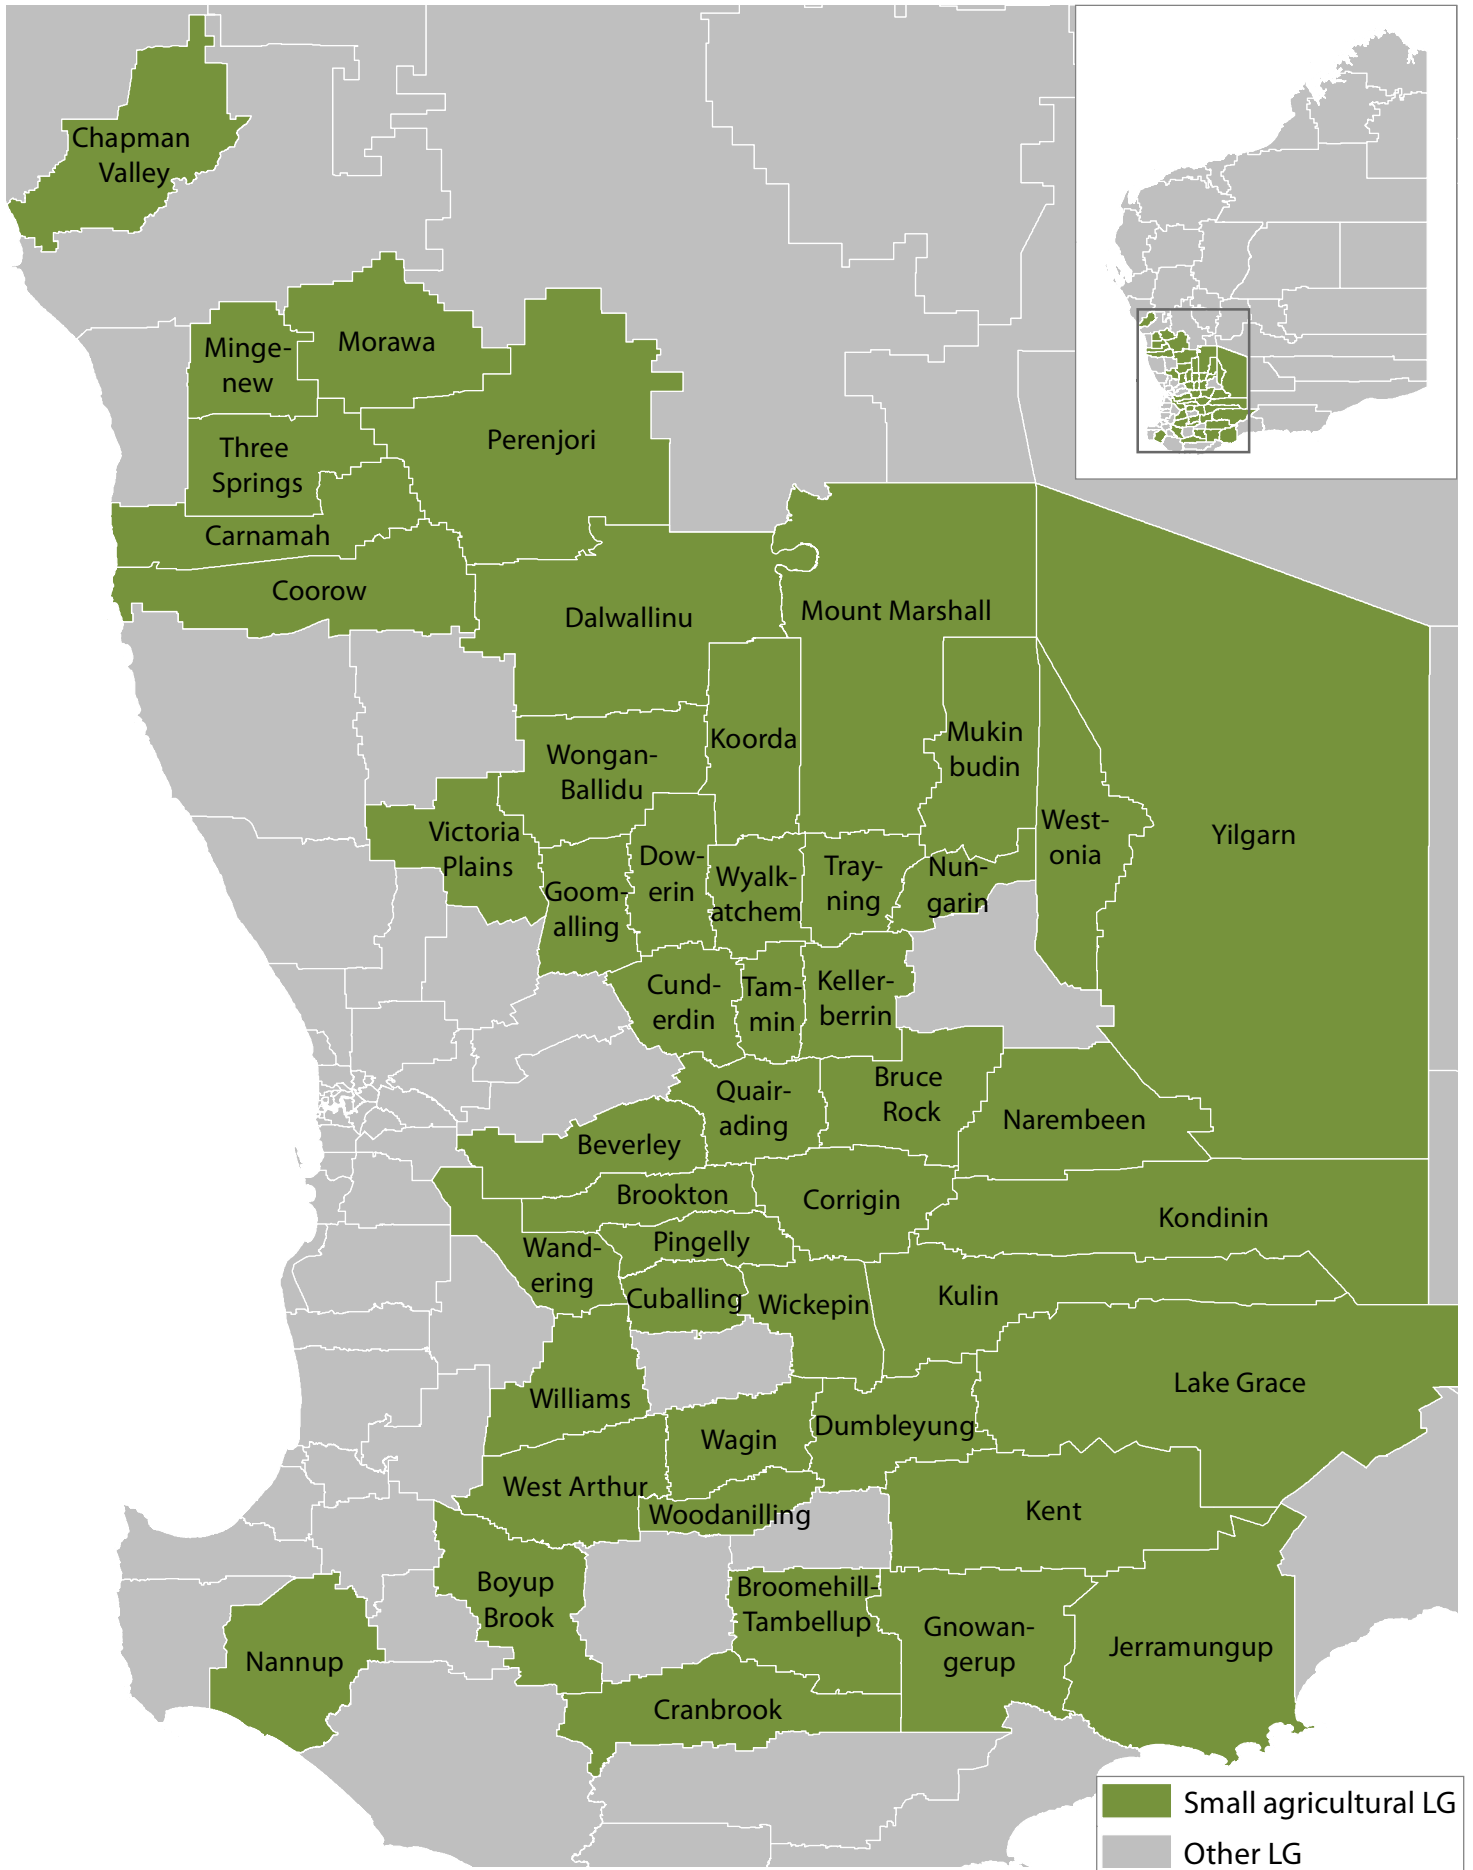 Chapman
Valley
Minge-
new
Morawa
Three
Springs
Perenjori
Carnamah
Coorow
Dalwallinu
Mount Marshall
Koorda
Mukin
budin
Wongan-
Ballidu
Victoria
Plains
West-
onia
Yilgarn
Goom-
alling
Dow-
erin
Wyalk-
atchem
Tray-
ning
Nun-
garin
Cund-
erdin
Tam-
min
Keller-
berrin
Quair-
ading
Bruce
Rock
Narembeen
Beverley
Brookton
Corrigin
Kondinin
Wand-
ering
Pingelly
Cuballing
Wickepin
Kulin
Lake Grace
Williams
Wagin
Dumbleyung
West Arthur
Woodanilling
Kent
Boyup
Brook
Broomehill-
Tambellup
Gnowan-
gerup
Jerramungup
Nannup
Cranbrook
Small agricultural LG
Other LG